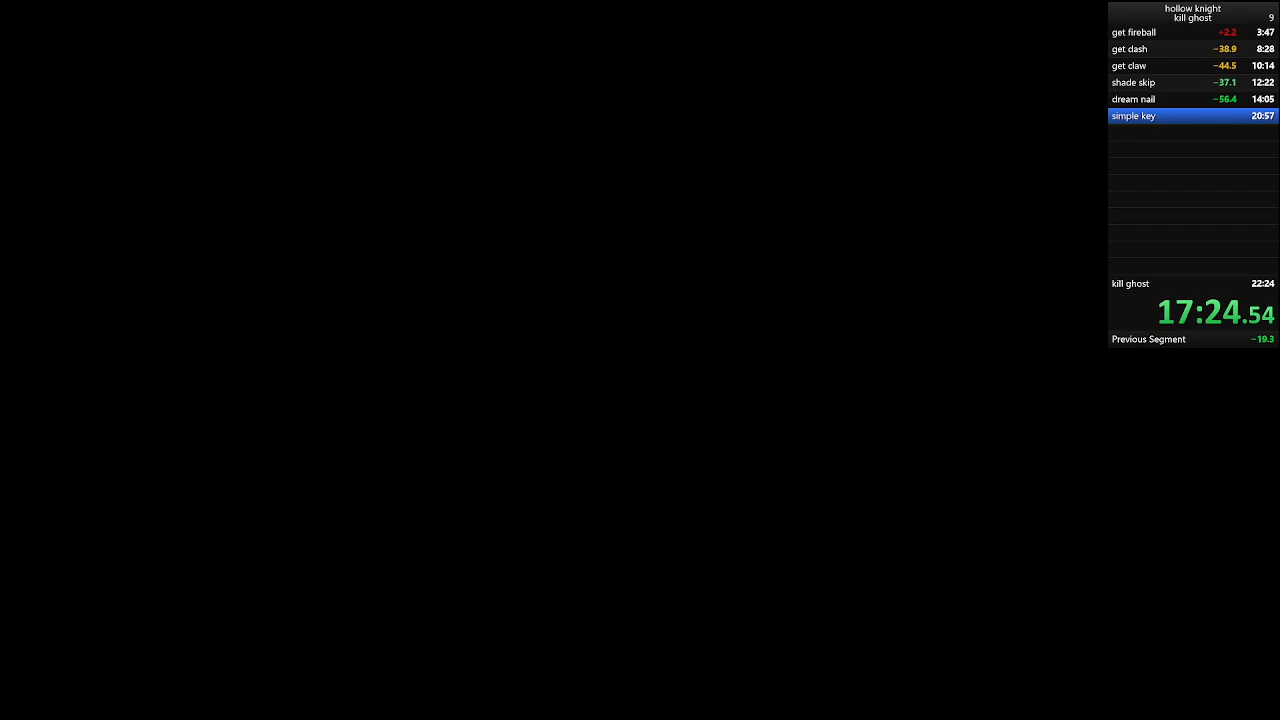 hollow knight
kill ghost 9
get fireball +2.2 3:47
get dash −38.9 8:28
get claw −44.5 10:14
shade skip −37.1 12:22
dream nail −56.4 14:05
simple key 20:57
kill ghost 22:24
17:24.54
Previous Segment −19.3